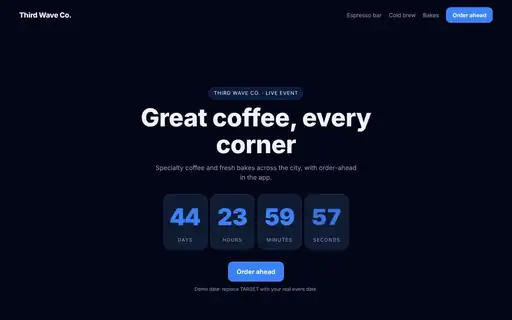 Third Wave Co.
Espresso bar Cold brew Bakes Order ahead
THIRD WAVE CO. · LIVE EVENT
Great coffee, every
corner
Specialty coffee and fresh bakes across the city, with order-ahead
in the app.
44 23 59 57
DAYS HOURS MINUTES SECONDS
Order ahead
Demo date: replace TARGET with your real event date